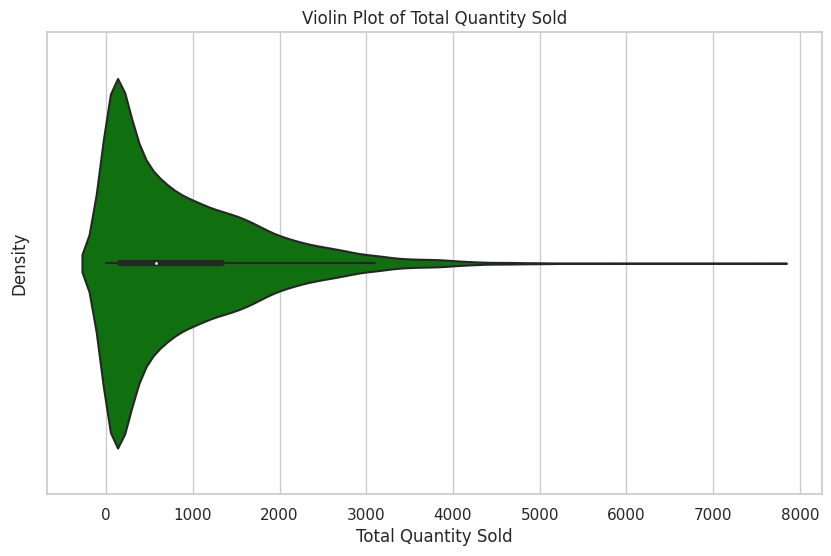 Violin Plot of Total Quantity Sold
Density
0 1000 2000 3000 4000 5000 6000 7000 8000
Total Quantity Sold